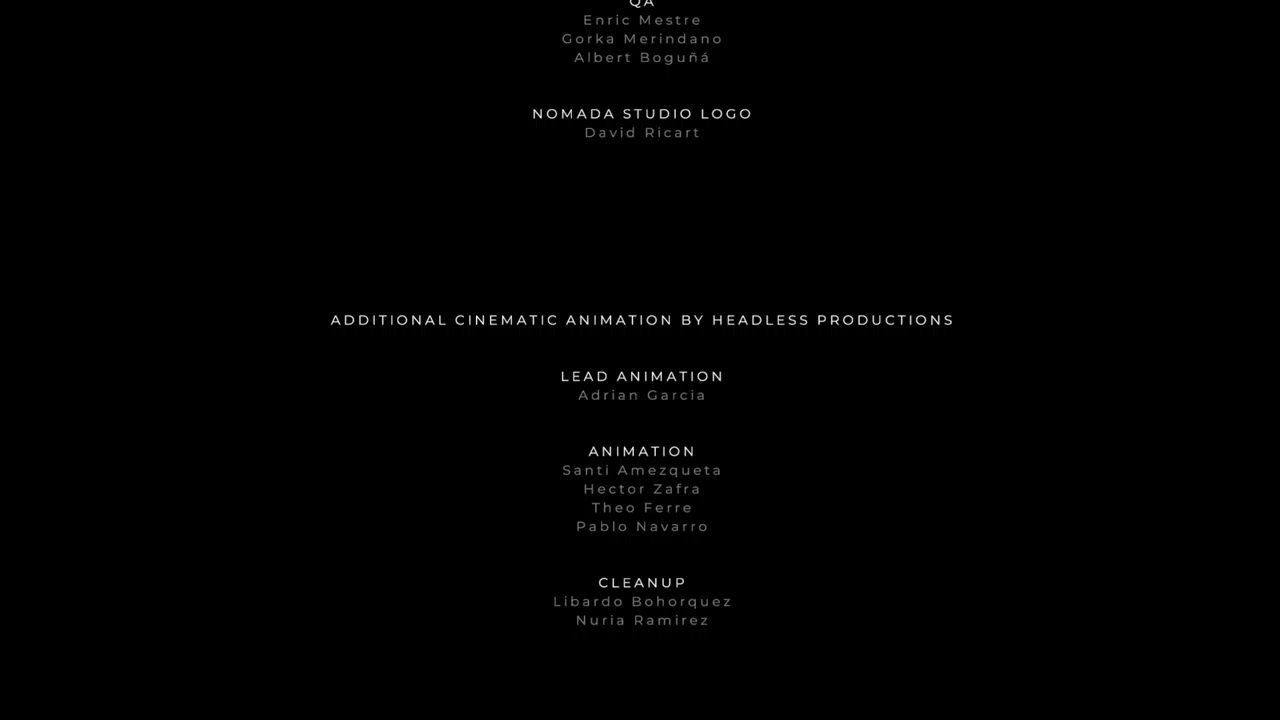 QA
Enric Mestre
Gorka Merindano
Albert Boguñá
NOMADA STUDIO LOGO
David Ricart
ADDITIONAL CINEMATIC ANIMATION BY HEADLESS PRODUCTIONS
LEAD ANIMATION
Adrian Garcia
ANIMATION
Santi Amezqueta
Hector Zafra
Theo Ferre
Pablo Navarro
CLEANUP
Libardo Bohorquez
Nuria Ramirez